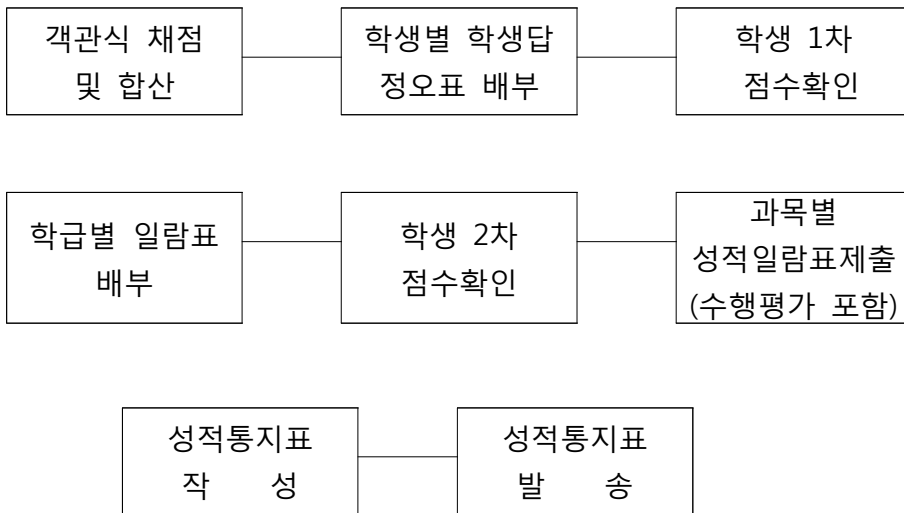 객관식 채점
및 합산
학생별 학생답
정오표 배부
학생 1차
점수확인
학급별 일람표
배부
학생 2차
점수확인
과목별
성적일람표제출
(수행평가 포함)
성적통지표
작 성
성적통지표
발 송